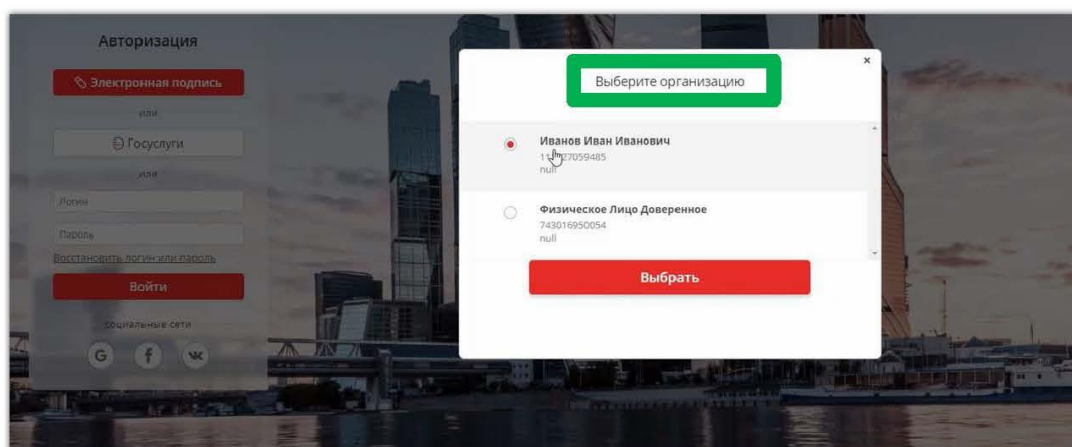 Авторизация
Электронная подпись
или
Госуслуги
или
Логин
Пароль
Восстановить логин или пароль
Войти
социальные сети
G f
Выберите организацию
Иванов Иван Иванович
null
Физическое Лицо Доверенное
743016950054
null
Выбрать